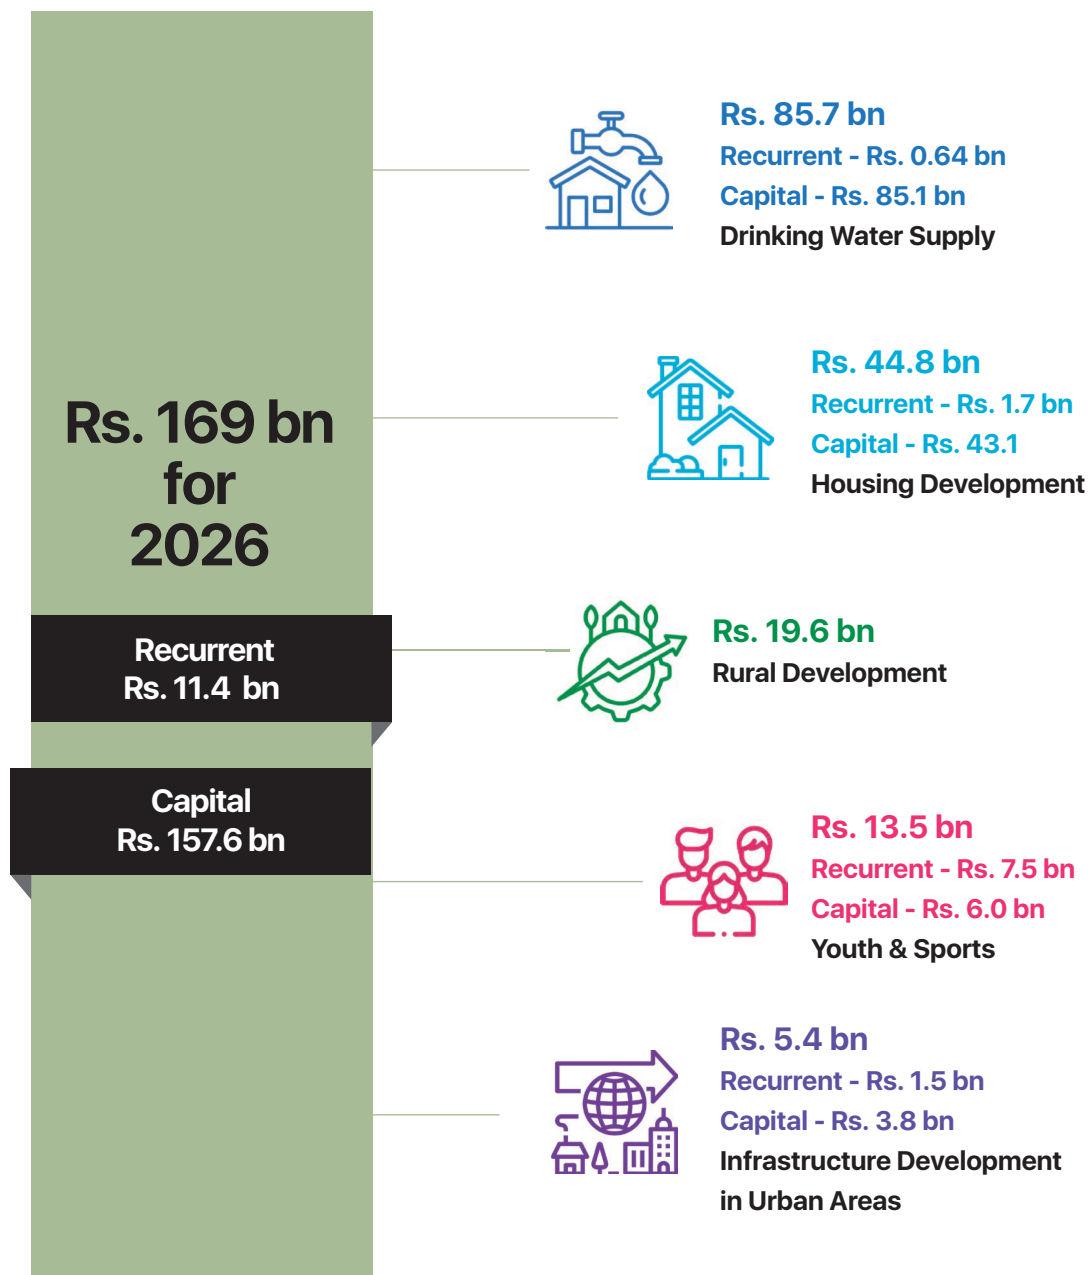 Rs. 169 bn
for
2026
Recurrent
Rs. 11.4 bn
Capital
Rs. 157.6 bn
Rs. 85.7 bn
Recurrent - Rs. 0.64 bn
Capital - Rs. 85.1 bn
Drinking Water Supply
Rs. 44.8 bn
Recurrent - Rs. 1.7 bn
Capital - Rs. 43.1
Housing Development
Rs. 19.6 bn
Rural Development
Rs. 13.5 bn
Recurrent - Rs. 7.5 bn
Capital - Rs. 6.0 bn
Youth & Sports
Rs. 5.4 bn
Recurrent - Rs. 1.5 bn
Capital - Rs. 3.8 bn
Infrastructure Development
in Urban Areas